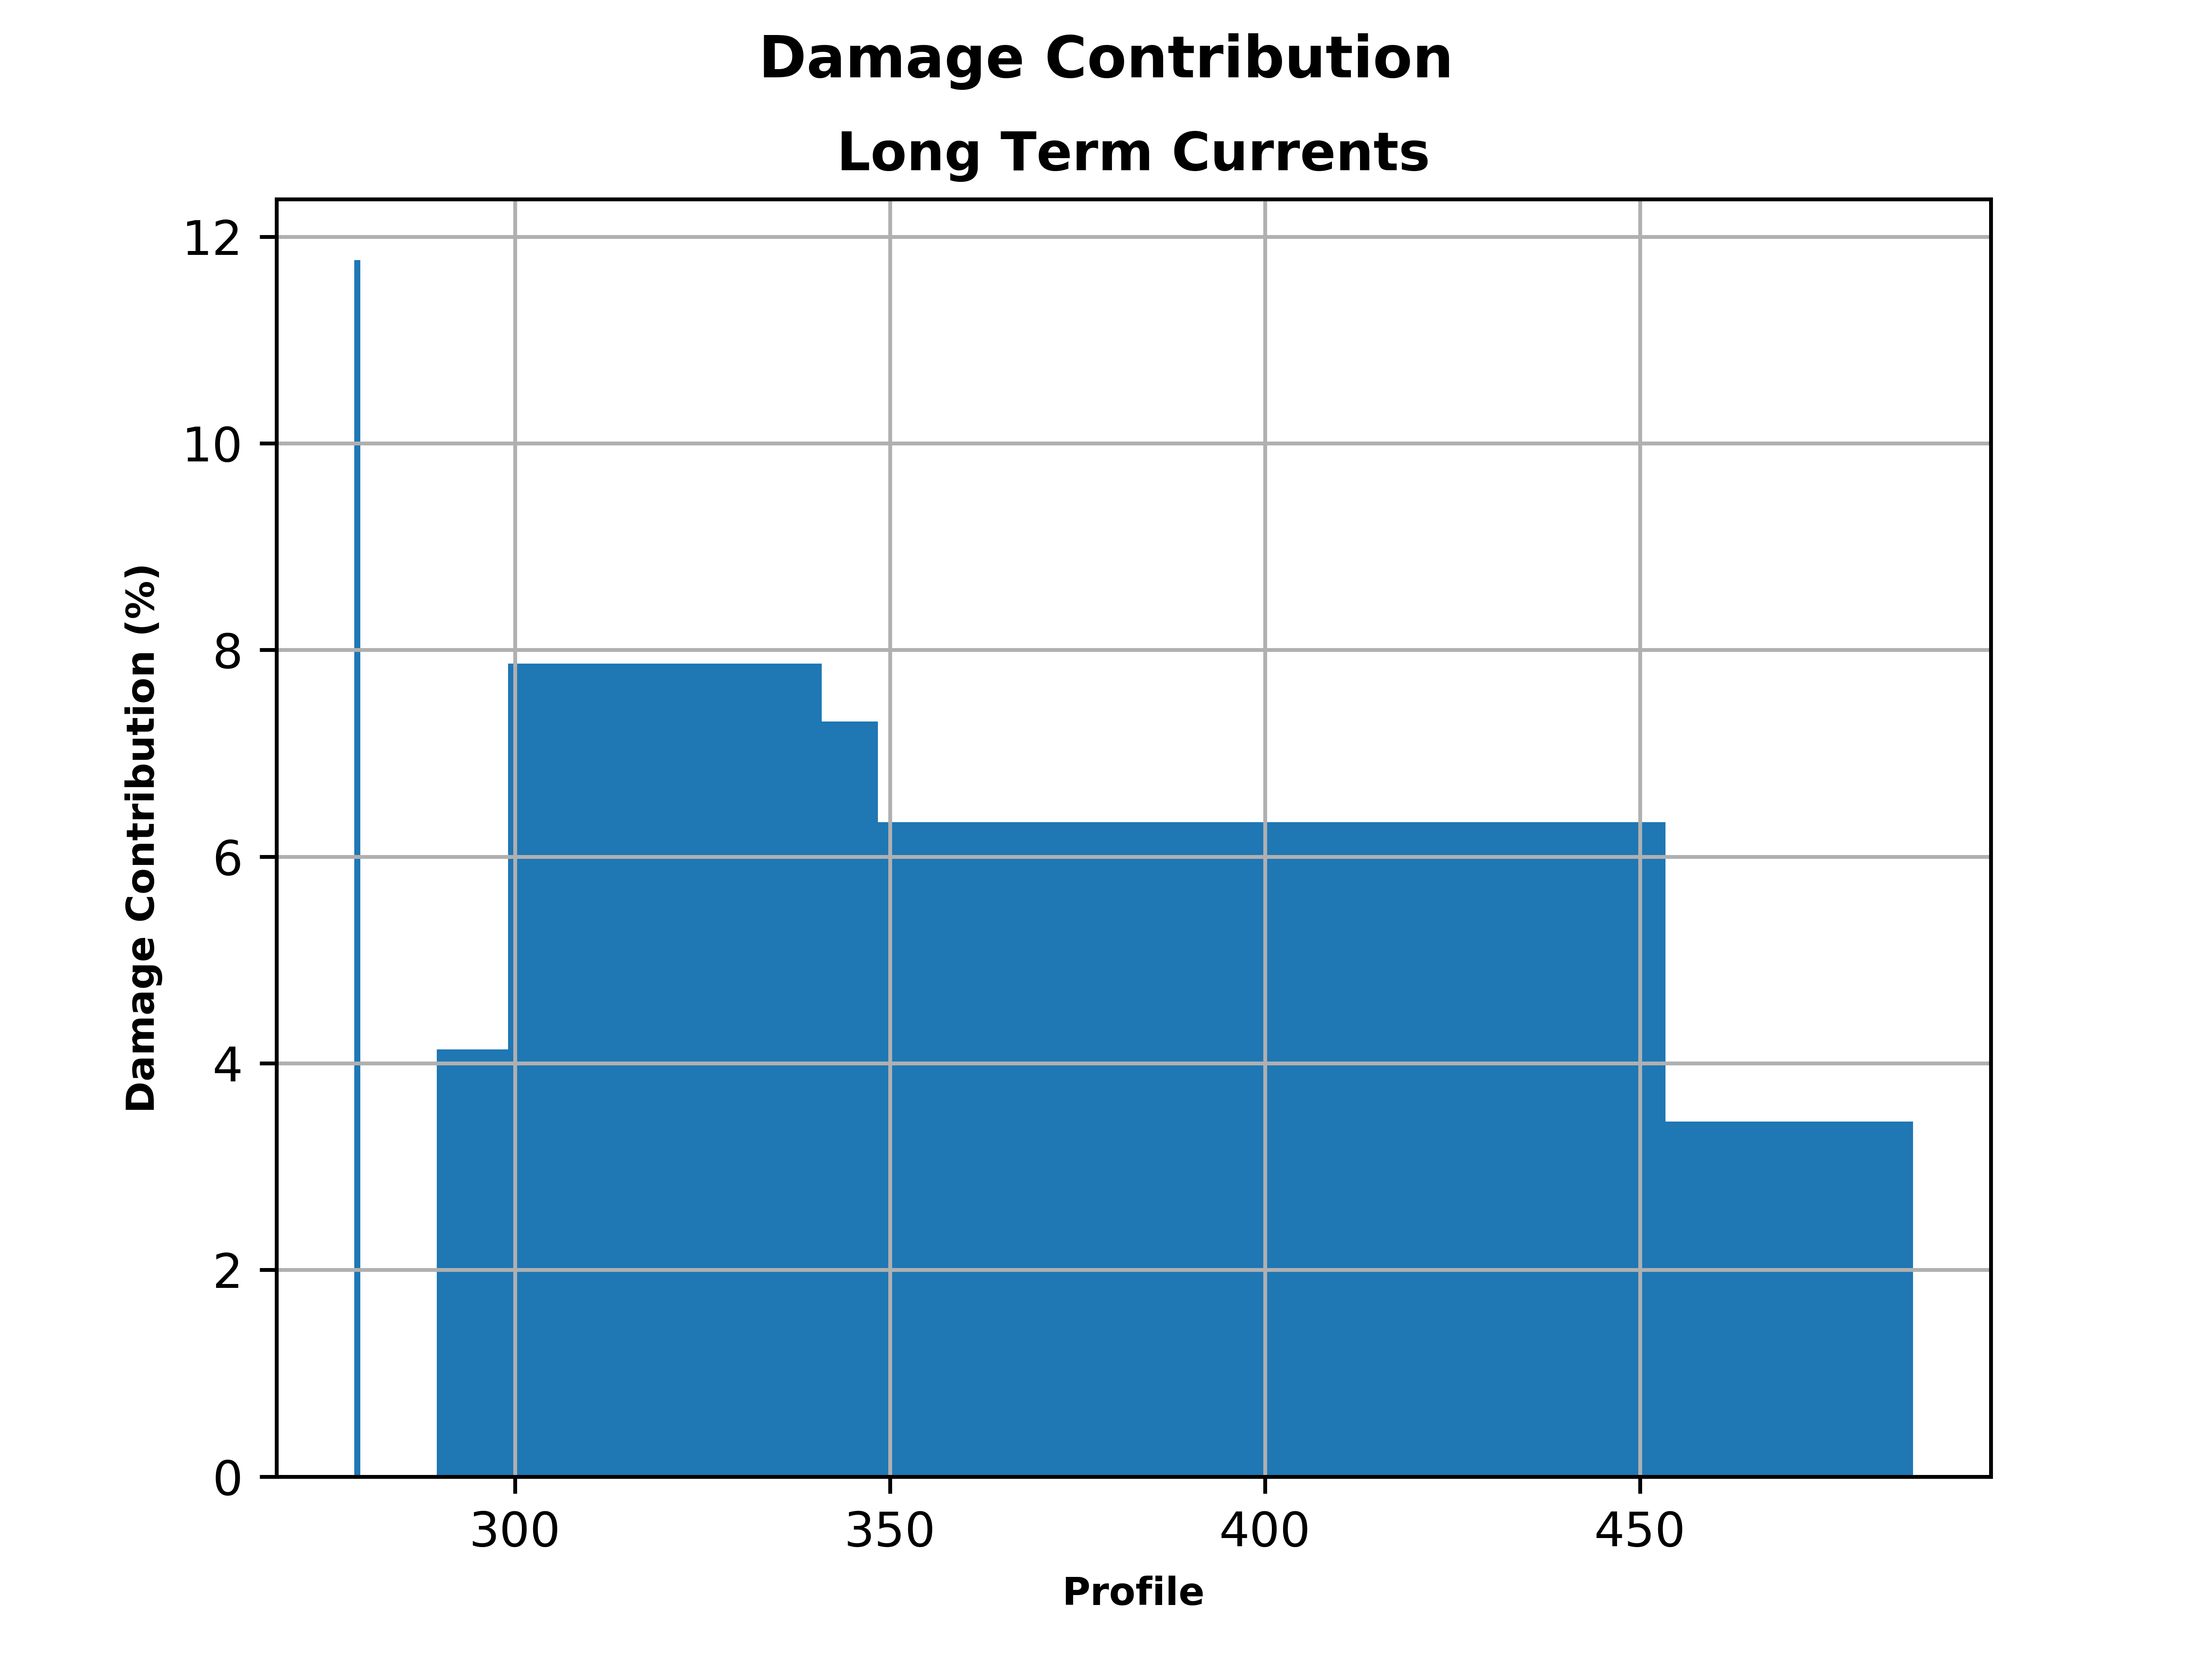 Damage Contribution
Long Term Currents
12
10
8
6
4
2
0
Damage Contribution (%)
300 350 400 450
Profile